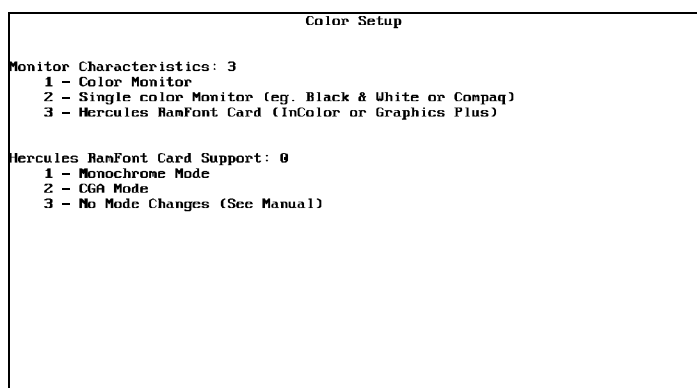 Color Setup
Monitor Characteristics: 3
1 - Color Monitor
2 - Single color Monitor (eg. Black & White or Compaq)
3 - Hercules RamFont Card (InColor or Graphics Plus)
Hercules RamFont Card Support: 0
1 - Monochrome Mode
2 - CGA Mode
3 - No Mode Changes (See Manual)